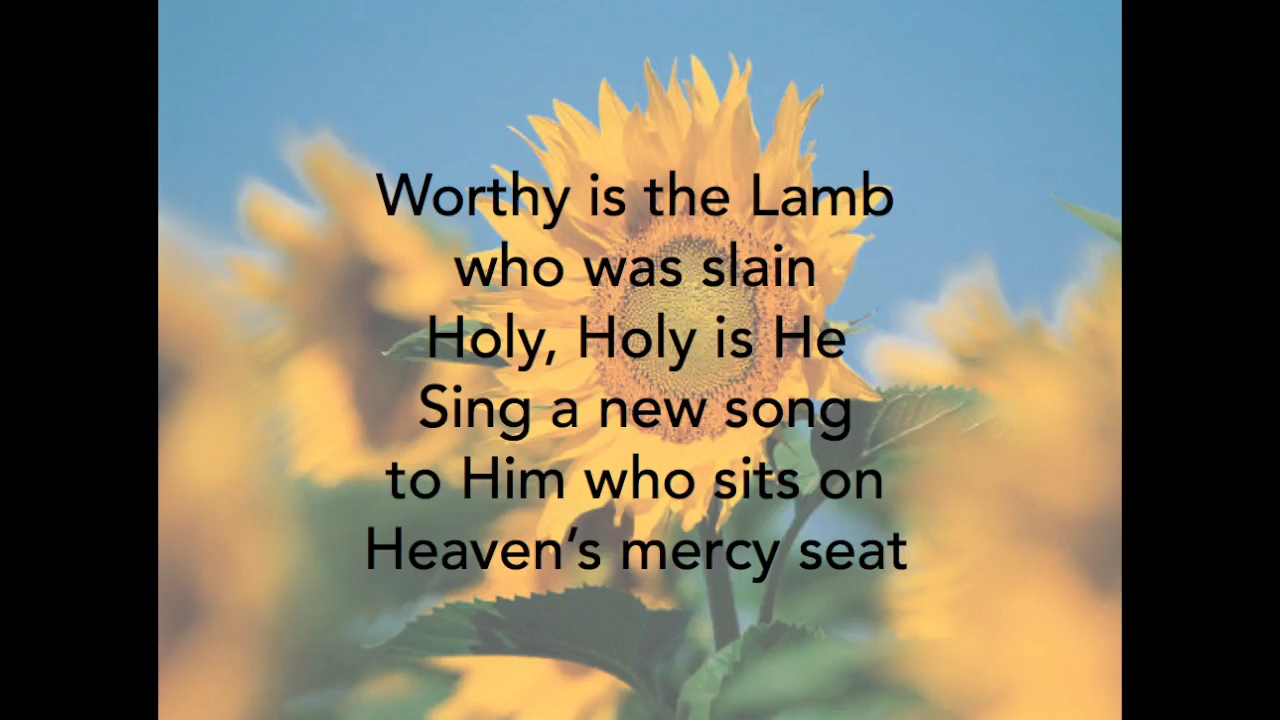 Worthy is the Lamb
who was slain
Holy, Holy is He
Sing a new song
to Him who sits on
Heaven’s mercy seat